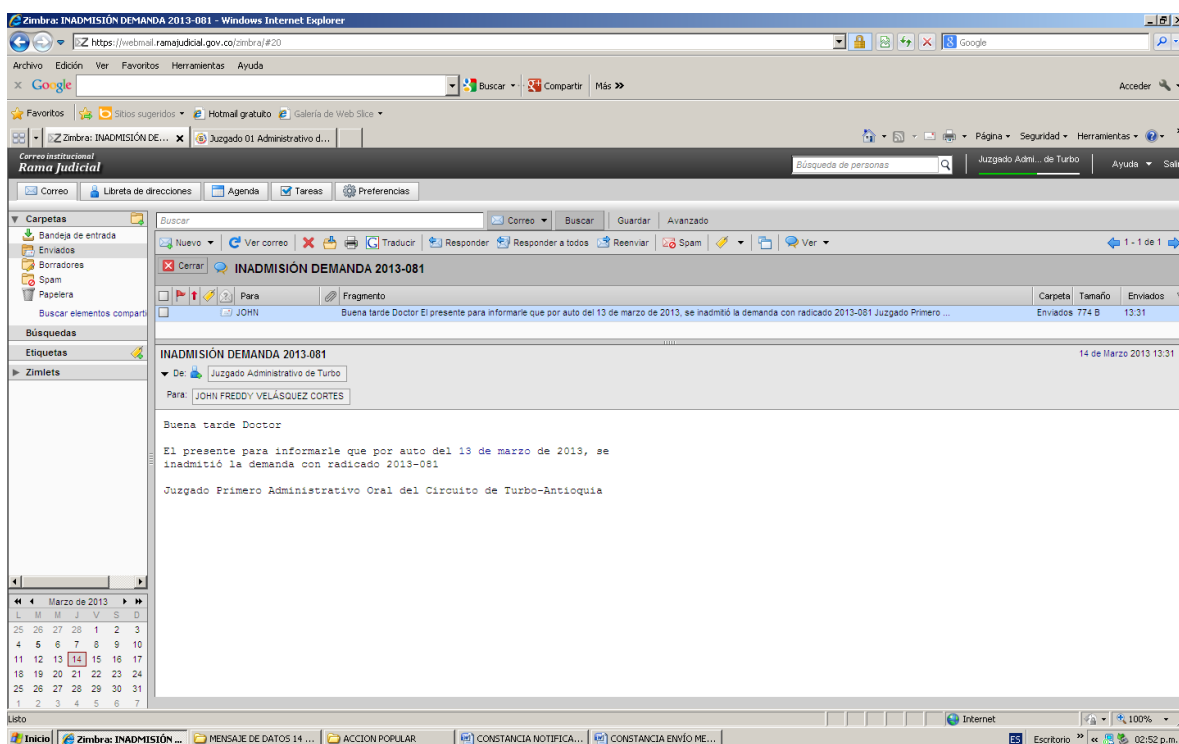 Zimbra: INADMISIÓN DEMANDA 2013-081 - Windows Internet Explorer
https://webmail.ramajudicial.gov.co/zimbra/#20
Google
Archivo Edición Ver Favoritos Herramientas Ayuda
x Google Buscar Compartir Más >> Acceder
Favoritos Sitios sugeridos Hotmail gratuito Galería de Web Slice
Zimbra: INADMISIÓN DE... X Juzgado 01 Administrativo d... Página Seguridad Herramientas
Correo institucional
Rama Judicial
Búsqueda de personas Juzgado Admi... de Turbo Ayuda Sali
Correo Libreta de direcciones Agenda Tareas Preferencias
Carpetas
Bandeja de entrada
Enviados
Borradores
Spam
Papelera
Buscar elementos comparti
Búsquedas
Etiquetas
Zimlets
Buscar Correo Buscar Guardar Avanzado
Nuevo Ver correo Traducir Responder Responder a todos Reenviar Spam Ver 1 - 1 de 1
Cerrar INADMISIÓN DEMANDA 2013-081
Para Fragmento Carpeta Tamaño Enviados
JOHN Buena tarde Doctor El presente para informarle que por auto del 13 de marzo de 2013, se inadmitió la demanda con radicado 2013-081 Juzgado Primero ... Enviados 774 B 13:31
INADMISIÓN DEMANDA 2013-081 14 de Marzo 2013 13:31
De: Juzgado Administrativo de Turbo
Para: JOHN FREDDY VELÁSQUEZ CORTES
Buena tarde Doctor
El presente para informarle que por auto del 13 de marzo de 2013, se
inadmitió la demanda con radicado 2013-081
Juzgado Primero Administrativo Oral del Circuito de Turbo-Antioquia
Marzo de 2013
L M M J V S D
25 26 27 28 1 2 3
4 5 6 7 8 9 10
11 12 13 14 15 16 17
18 19 20 21 22 23 24
25 26 27 28 29 30 31
1 2 3 4 5 6 7
Listo Internet 100%
Inicio Zimbra: INADMISIÓN ... MENSAJE DE DATOS 14 ... ACCION POPULAR CONSTANCIA NOTIFICA... CONSTANCIA ENVÍO ME... ES Escritorio >> « 02:52 p.m.